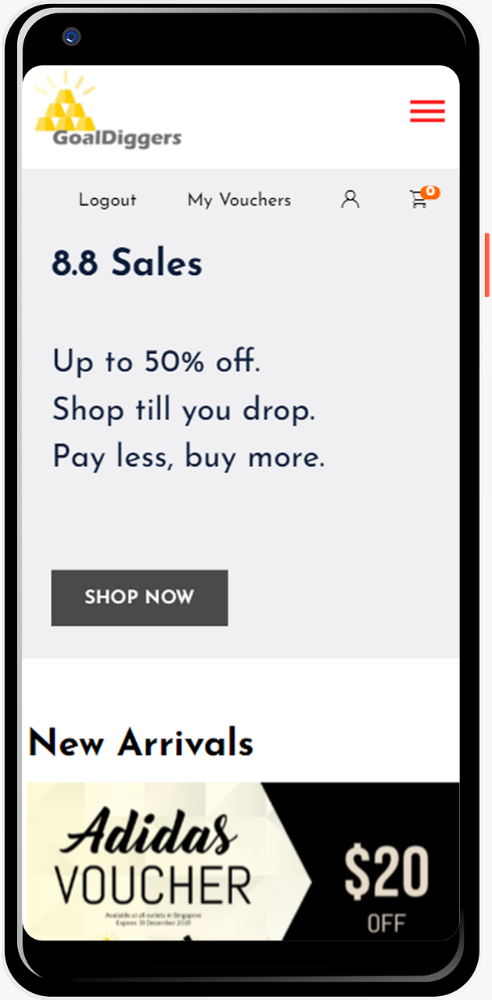 GoalDiggers
Logout My Vouchers 0
8.8 Sales
Up to 50% off.
Shop till you drop.
Pay less, buy more.
SHOP NOW
New Arrivals
Adidas
VOUCHER
$20
OFF
Available at all outlets in Singapore
Expires 31 December 2021